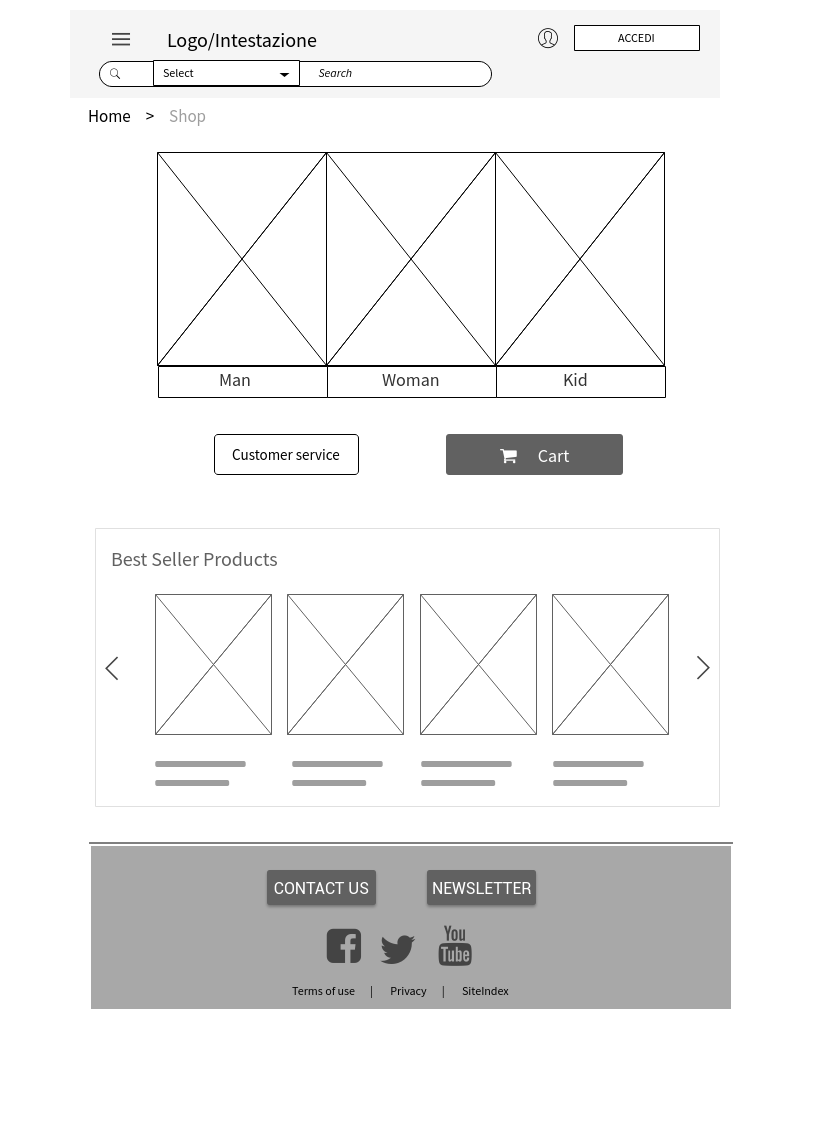 Logo/Intestazione
ACCEDI
Select
Search
Home > Shop
Man Woman Kid
Customer service
Cart
Best Seller Products
CONTACT US
NEWSLETTER
You
Tube
Terms of use | Privacy | SiteIndex